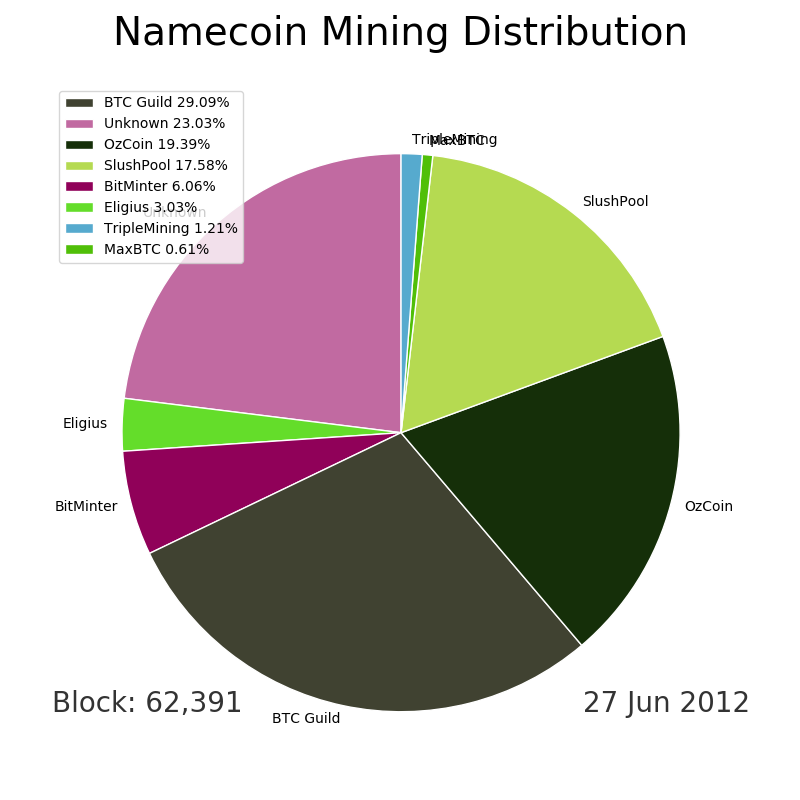 Namecoin Mining Distribution
BTC Guild 29.09%
Unknown 23.03%
OzCoin 19.39%
SlushPool 17.58%
BitMinter 6.06%
Eligius 3.03%
TripleMining 1.21%
MaxBTC 0.61%
TripleMining
MaxBTC
SlushPool
Unknown
Eligius
BitMinter
OzCoin
BTC Guild
Block: 62,391
27 Jun 2012